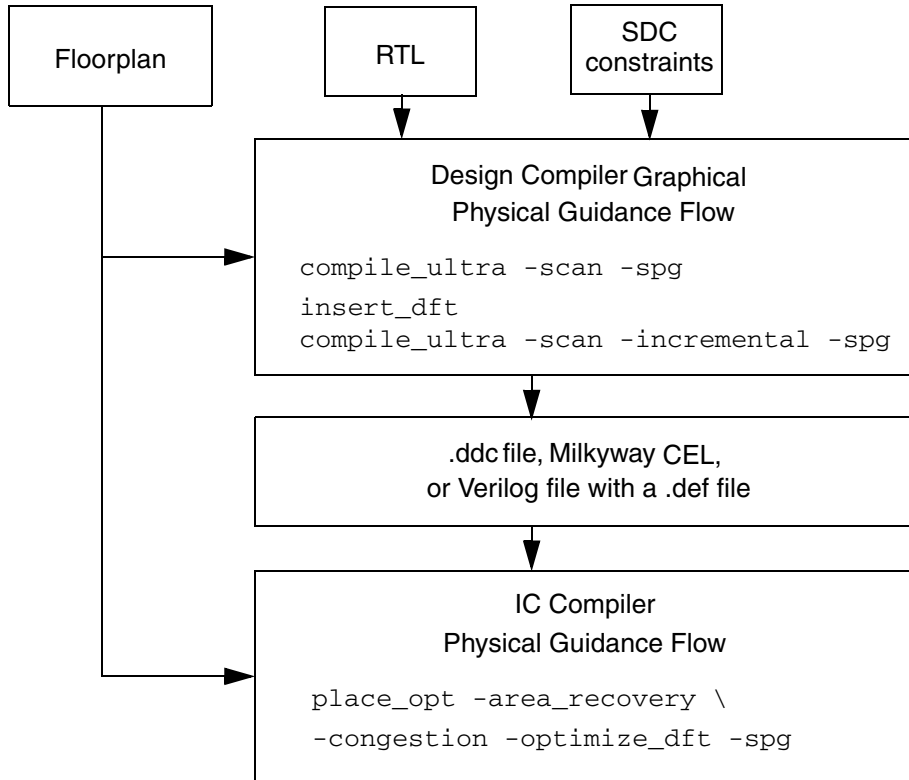 Floorplan
RTL
SDC
constraints
Design Compiler Graphical
Physical Guidance Flow
compile_ultra -scan -spg
insert_dft
compile_ultra -scan -incremental -spg
.ddc file, Milkyway CEL,
or Verilog file with a .def file
IC Compiler
Physical Guidance Flow
place_opt -area_recovery \
-congestion -optimize_dft -spg